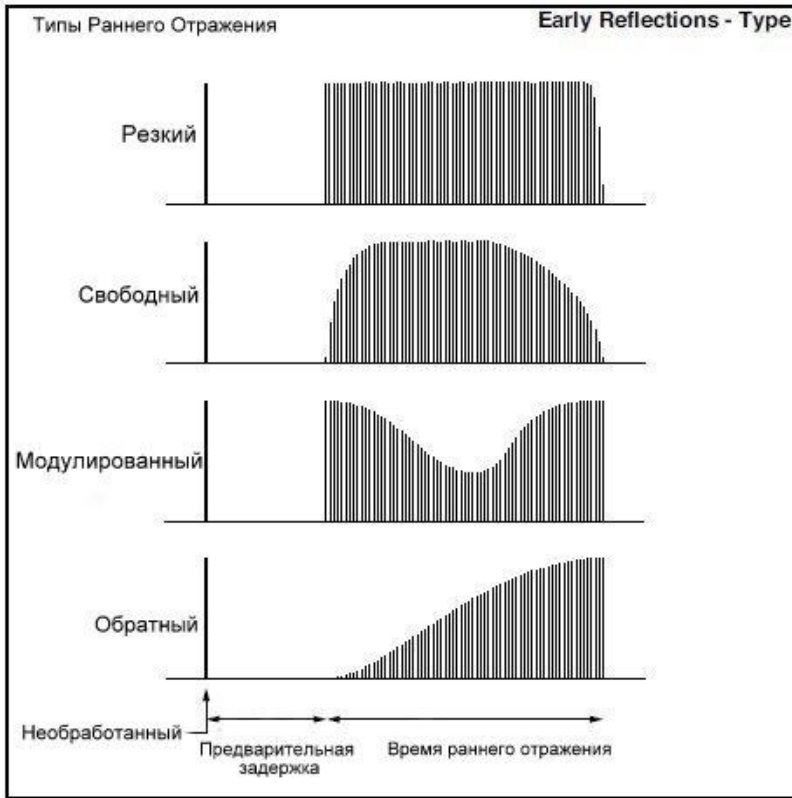 Типы Раннего Отражения
Early Reflections - Type
Резкий
Свободный
Модулированный
Обратный
Необработанный
Предварительная
задержка
Время раннего отражения